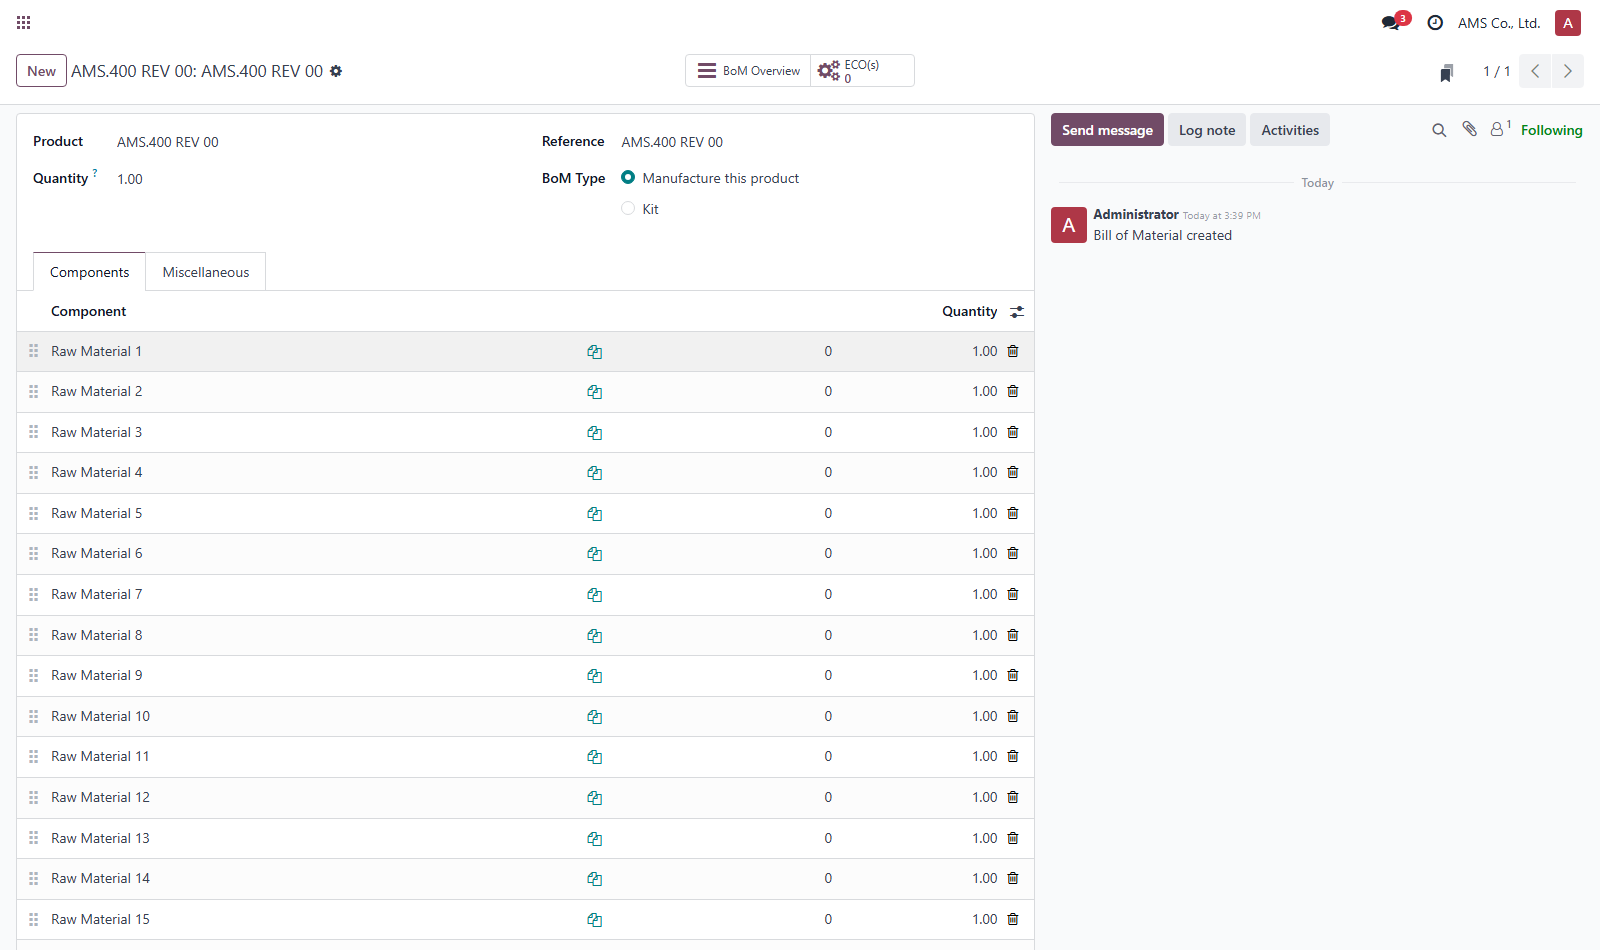 3 AMS Co., Ltd. A
New AMS.400 REV 00: AMS.400 REV 00 BoM Overview ECO(s) 0 1 / 1
Product AMS.400 REV 00 Reference AMS.400 REV 00
Quantity ? 1.00 BoM Type Manufacture this product
Kit
Send message Log note Activities 1 Following
Today
A Administrator Today at 3:39 PM
Bill of Material created
Components Miscellaneous
Component Quantity
Raw Material 1 0 1.00
Raw Material 2 0 1.00
Raw Material 3 0 1.00
Raw Material 4 0 1.00
Raw Material 5 0 1.00
Raw Material 6 0 1.00
Raw Material 7 0 1.00
Raw Material 8 0 1.00
Raw Material 9 0 1.00
Raw Material 10 0 1.00
Raw Material 11 0 1.00
Raw Material 12 0 1.00
Raw Material 13 0 1.00
Raw Material 14 0 1.00
Raw Material 15 0 1.00